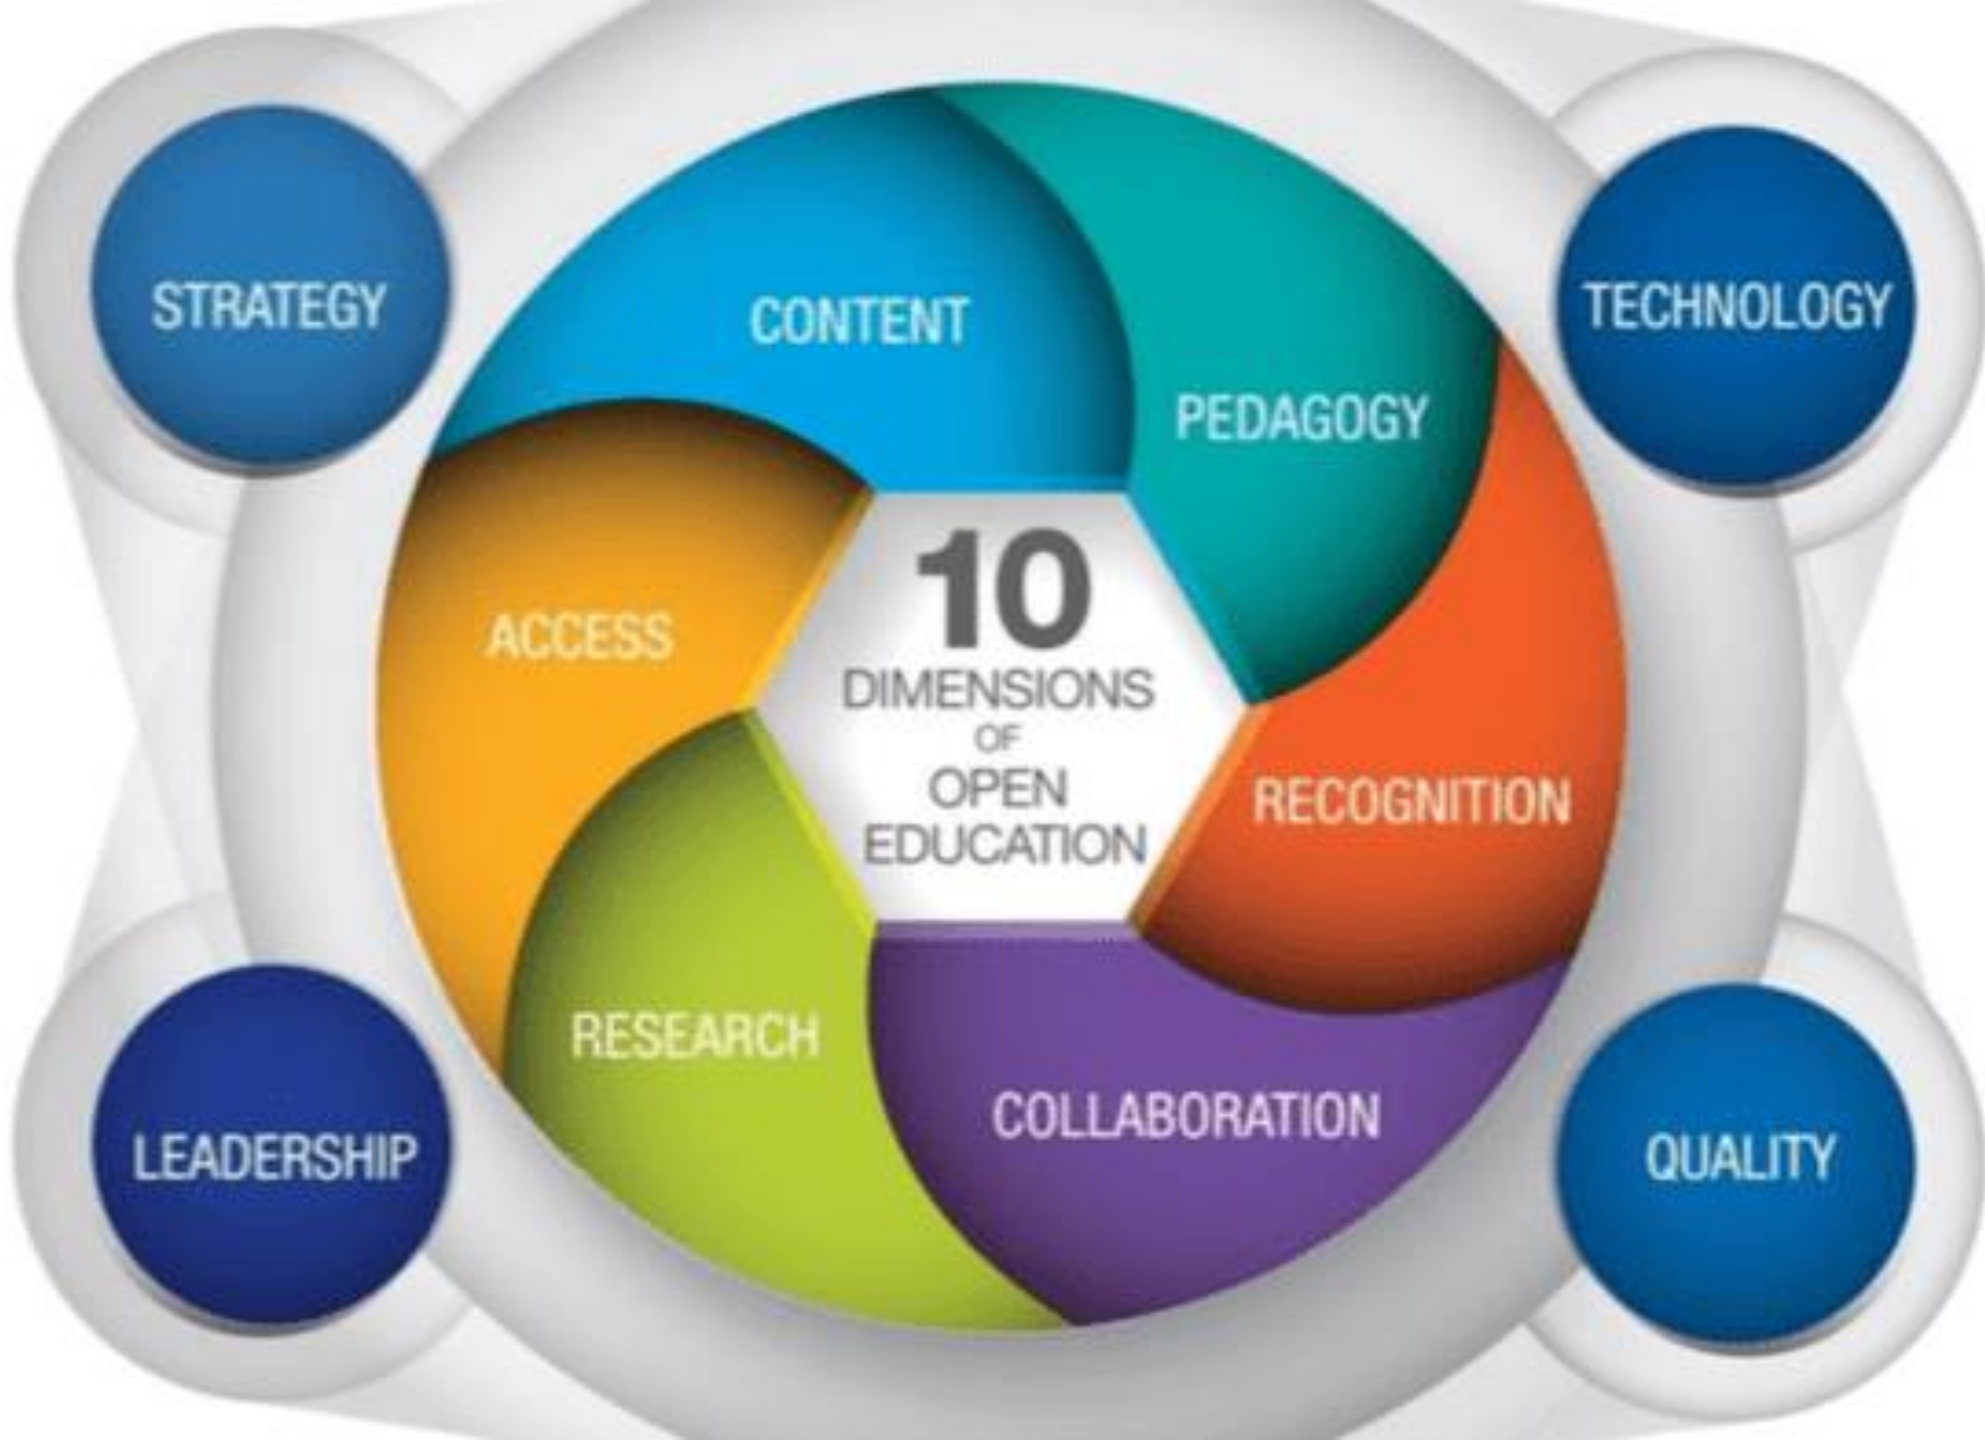 STRATEGY
TECHNOLOGY
CONTENT
PEDAGOGY
ACCESS
10
DIMENSIONS
OF
OPEN
EDUCATION
RECOGNITION
RESEARCH
COLLABORATION
LEADERSHIP
QUALITY